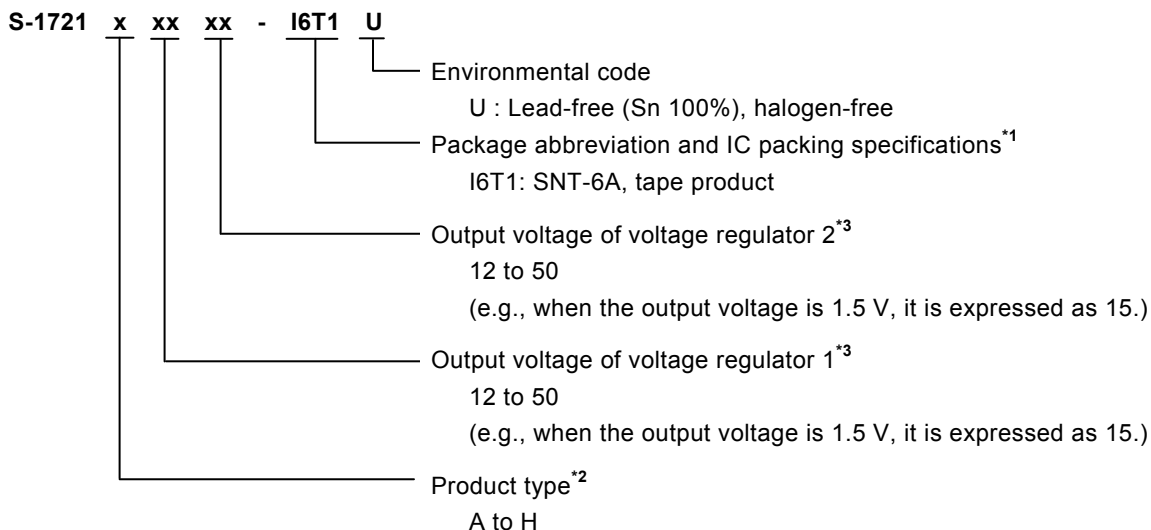 S-1721 x xx xx - I6T1 U
Environmental code
U : Lead-free (Sn 100%), halogen-free
Package abbreviation and IC packing specifications*1
I6T1: SNT-6A, tape product
Output voltage of voltage regulator 2*3
12 to 50
(e.g., when the output voltage is 1.5 V, it is expressed as 15.)
Output voltage of voltage regulator 1*3
12 to 50
(e.g., when the output voltage is 1.5 V, it is expressed as 15.)
Product type*2
A to H